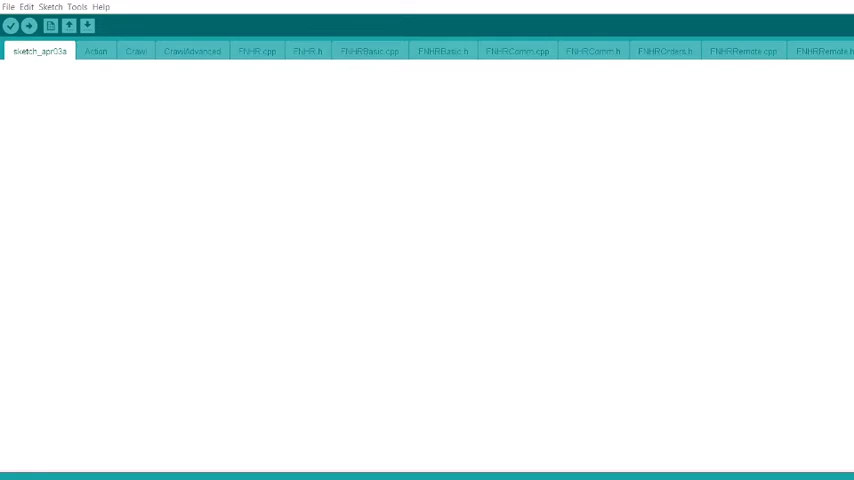 File Edit Sketch Tools Help
sketch_apr03a Action Crawl CrawlAdvanced FNHR.cpp FNHR.h FNHRBasic.cpp FNHRBasic.h FNHRComm.cpp FNHRComm.h FNHROrders.h FNHRRemote.cpp FNHRRemote.h